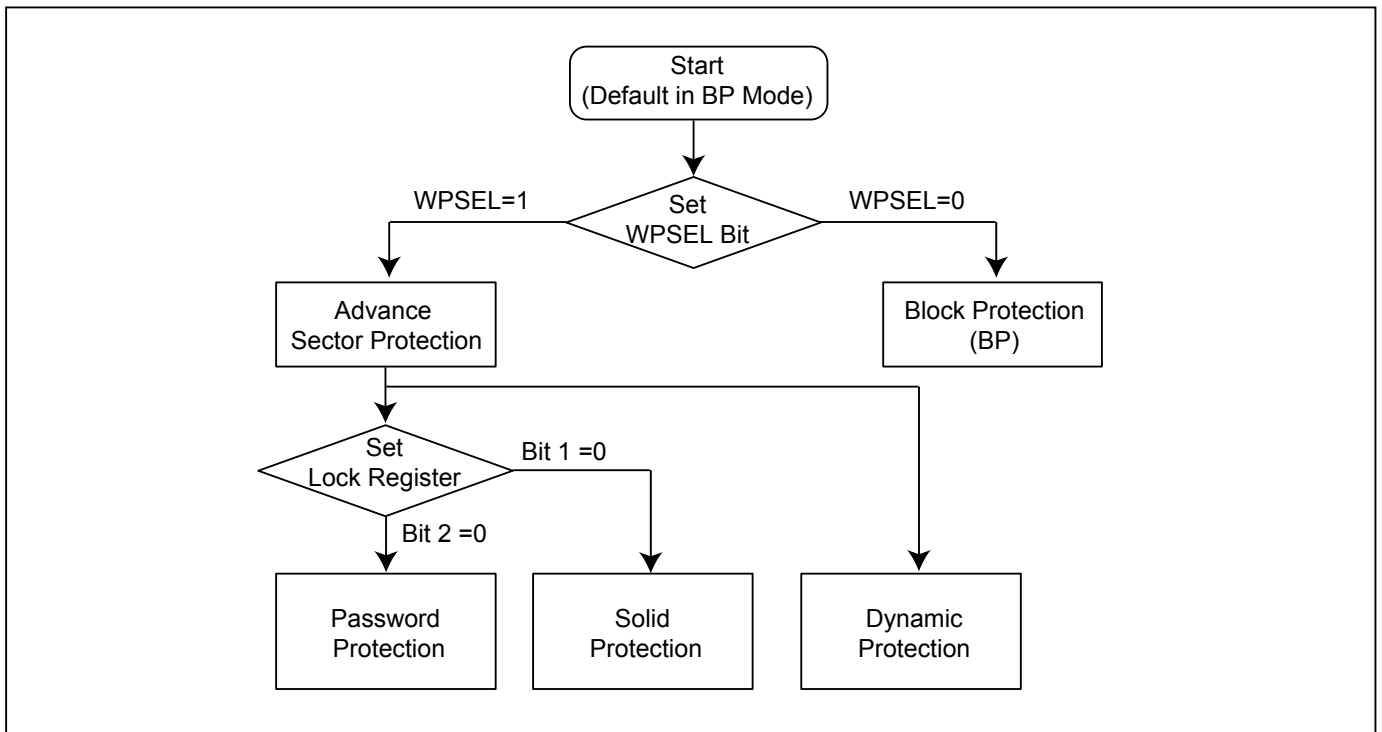 Start
(Default in BP Mode)
WPSEL=1
Set
WPSEL Bit
WPSEL=0
Advance
Sector Protection
Block Protection
(BP)
Set
Lock Register
Bit 1 =0
Bit 2 =0
Password
Protection
Solid
Protection
Dynamic
Protection